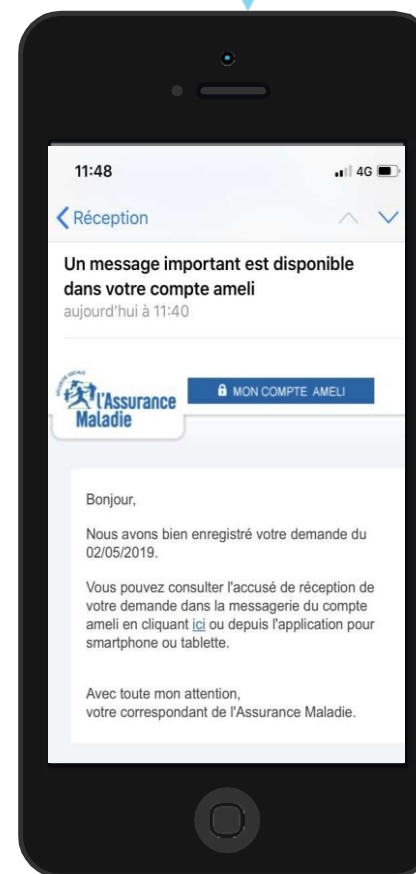 11:48
4G
Réception
Un message important est disponible
dans votre compte ameli
aujourd'hui à 11:40
SÉCURITÉ SOCIALE
l'Assurance
Maladie
MON COMPTE AMELI
Bonjour,
Nous avons bien enregistré votre demande du
02/05/2019.
Vous pouvez consulter l'accusé de réception de
votre demande dans la messagerie du compte
ameli en cliquant ici ou depuis l'application pour
smartphone ou tablette.
Avec toute mon attention,
votre correspondant de l'Assurance Maladie.